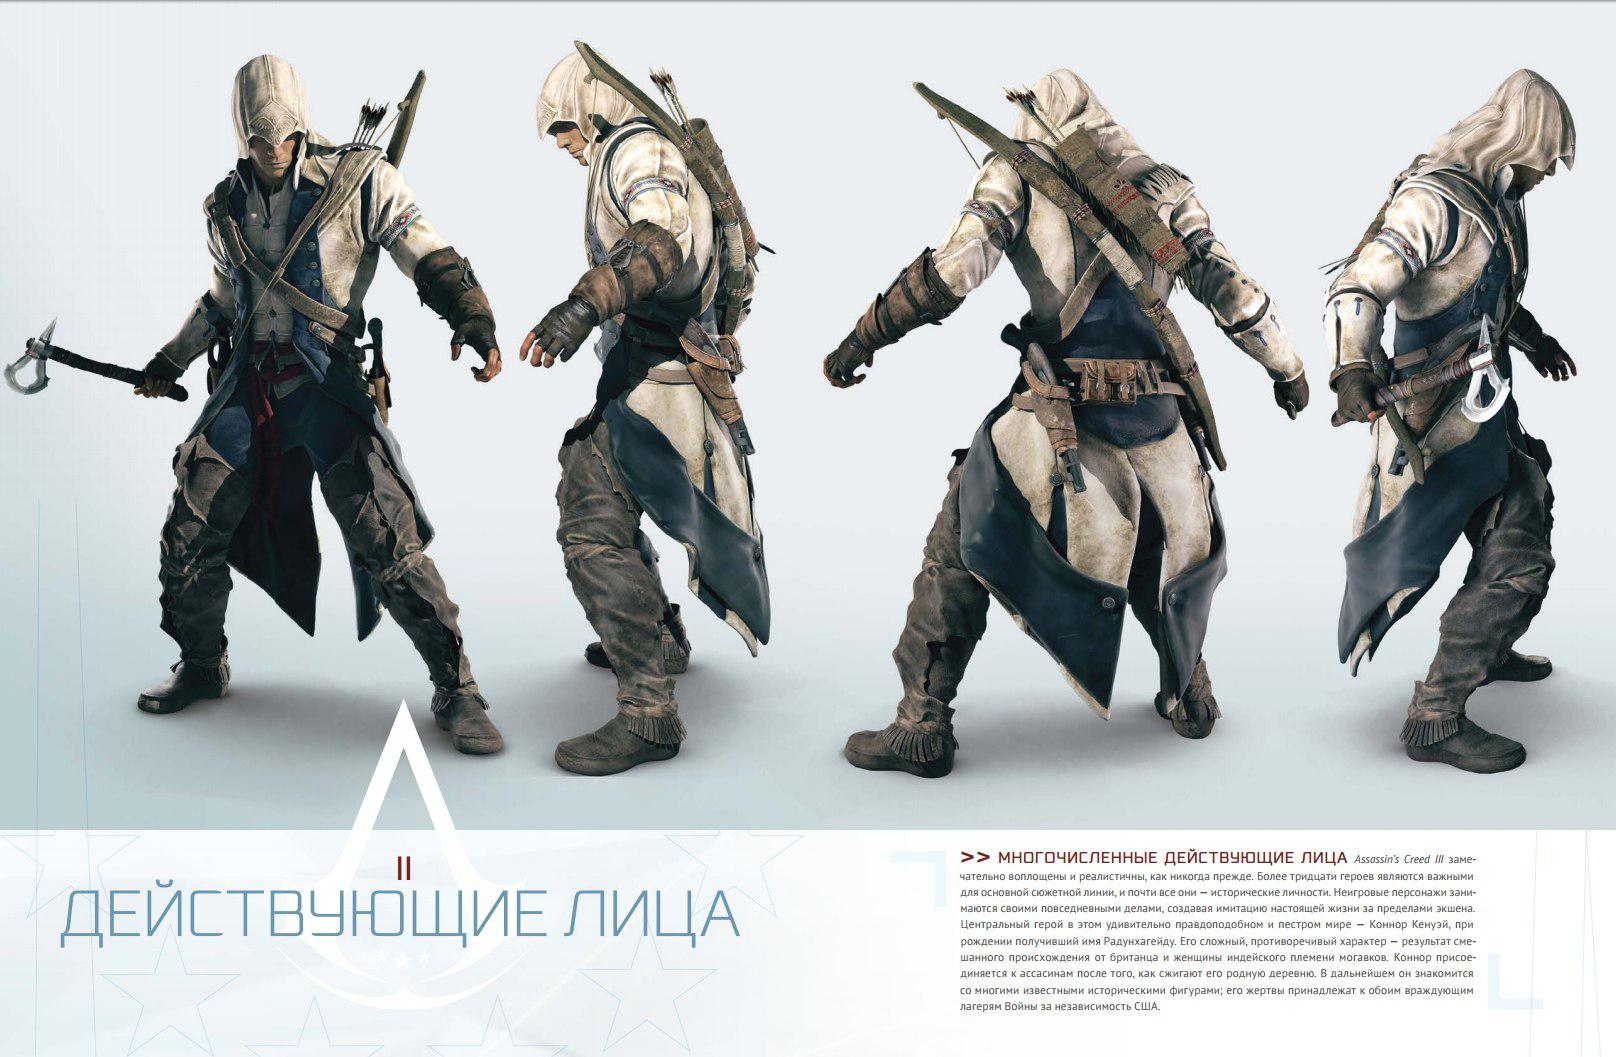 II
ДЕЙСТВУЮЩИЕ ЛИЦА
>> МНОГОЧИСЛЕННЫЕ ДЕЙСТВУЮЩИЕ ЛИЦА Assassin's Creed III заме-
чательно воплощены и реалистичны, как никогда прежде. Более тридцати героев являются важными
для основной сюжетной линии, и почти все они — исторические личности. Неигровые персонажи зани-
маются своими повседневными делами, создавая имитацию настоящей жизни за пределами экшена.
Центральный герой в этом удивительно правдоподобном и пестром мире — Коннор Кенуэй, при
рождении получивший имя Радунхагейду. Его сложный, противоречивый характер — результат сме-
шанного происхождения от британца и женщины индейского племени могавков. Коннор присое-
диняется к ассасинам после того, как сжигают его родную деревню. В дальнейшем он знакомится
со многими известными историческими фигурами; его жертвы принадлежат к обоим враждующим
лагерям Войны за независимость США.